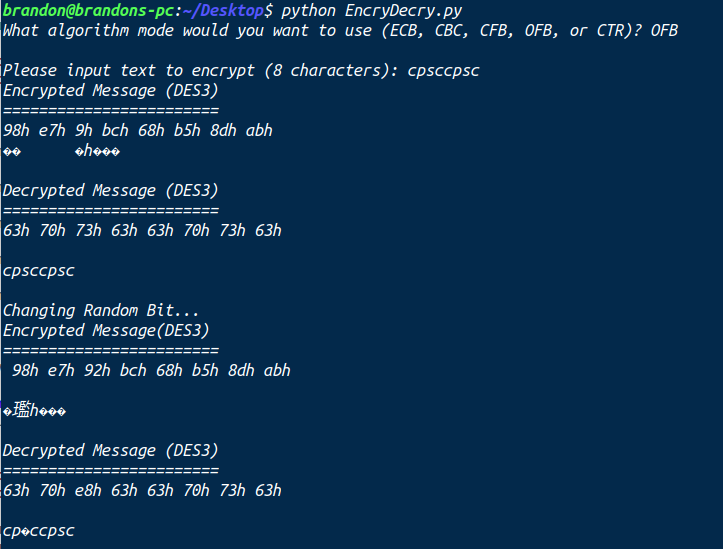 brandon@brandons-pc:~/Desktop$ python EncryDecry.py
What algorithm mode would you want to use (ECB, CBC, CFB, OFB, or CTR)? OFB
Please input text to encrypt (8 characters): cpsccpsc
Encrypted Message (DES3)
========================
98h e7h 9h bch 68h b5h 8dh abh
�� �h���
Decrypted Message (DES3)
========================
63h 70h 73h 63h 63h 70h 73h 63h
cpsccpsc
Changing Random Bit...
Encrypted Message(DES3)
========================
98h e7h 92h bch 68h b5h 8dh abh
�璼h���
Decrypted Message (DES3)
========================
63h 70h e8h 63h 63h 70h 73h 63h
cp�ccpsc